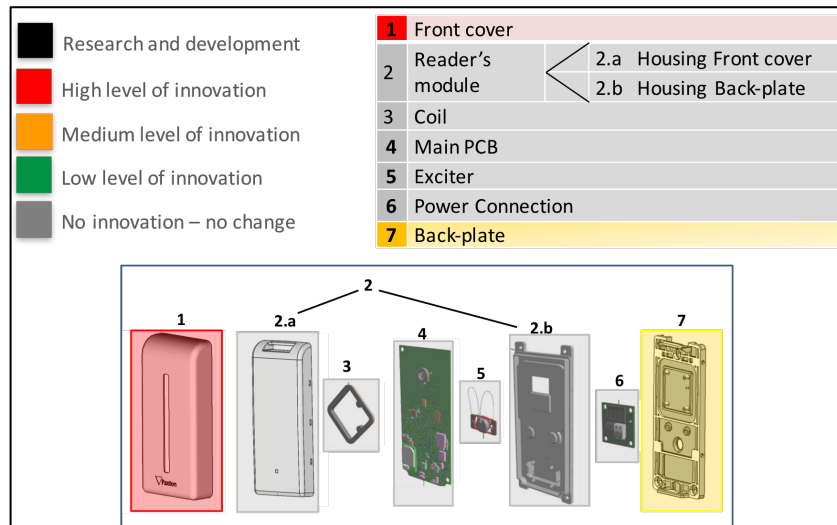 Research and development
High level of innovation
Medium level of innovation
Low level of innovation
No innovation – no change
1 Front cover
2 Reader's module
2.a Housing Front cover
2.b Housing Back-plate
3 Coil
4 Main PCB
5 Exciter
6 Power Connection
7 Back-plate
2
1
2.a
3
4
5
2.b
6
7
Paxton